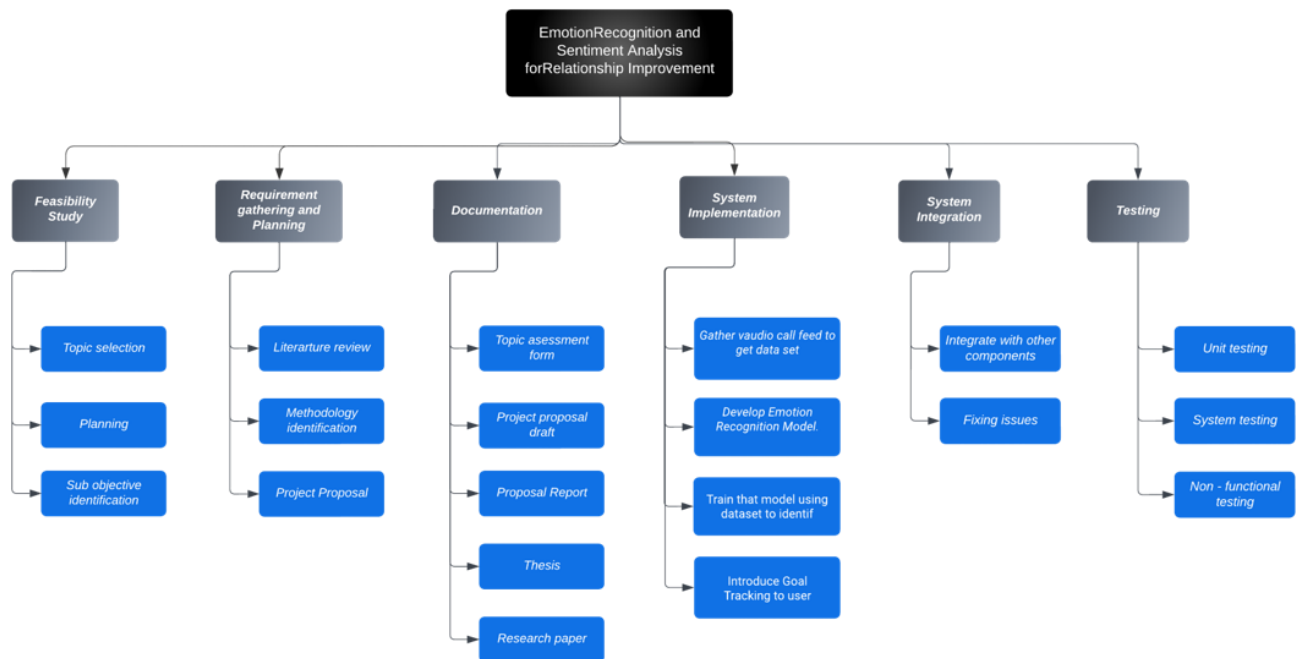 EmotionRecognition and
Sentiment Analysis
forRelationship Improvement
Feasibility
Study
Requirement
gathering and
Planning
Documentation
System
Implementation
System
Integration
Testing
Topic selection
Planning
Sub objective
identification
Literarture review
Methodology
identification
Project Proposal
Topic asessment
form
Project proposal
draft
Proposal Report
Thesis
Research paper
Gather vaudio call feed to
get data set
Develop Emotion
Recognition Model.
Train that model using
dataset to identif
Introduce Goal
Tracking to user
Integrate with other
components
Fixing issues
Unit testing
System testing
Non - functional
testing